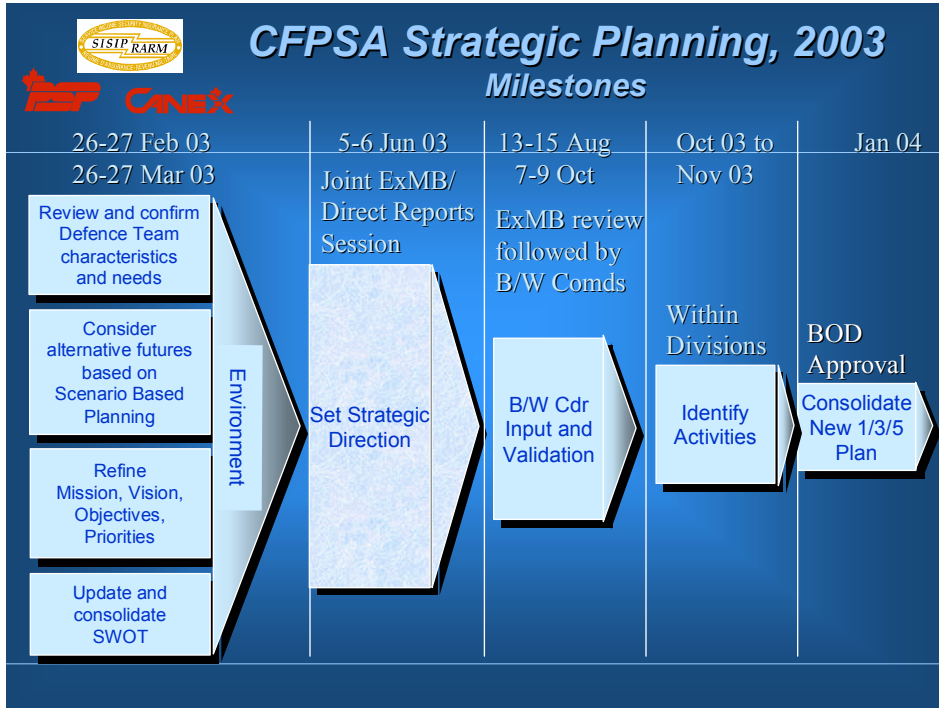 SISIP RARM
CFPSA Strategic Planning, 2003
Milestones
PSP
CANEX
26-27 Feb 03
26-27 Mar 03
Review and confirm
Defence Team
characteristics
and needs
Consider
alternative futures
based on
Scenario Based
Planning
Refine
Mission, Vision,
Objectives,
Priorities
Update and
consolidate
SWOT
Environment
5-6 Jun 03
Joint ExMB/
Direct Reports
Session
Set Strategic
Direction
13-15 Aug
7-9 Oct
ExMB review
followed by
B/W Comds
B/W Cdr
Input and
Validation
Oct 03 to
Nov 03
Within
Divisions
Identify
Activities
Jan 04
BOD
Approval
Consolidate
New 1/3/5
Plan